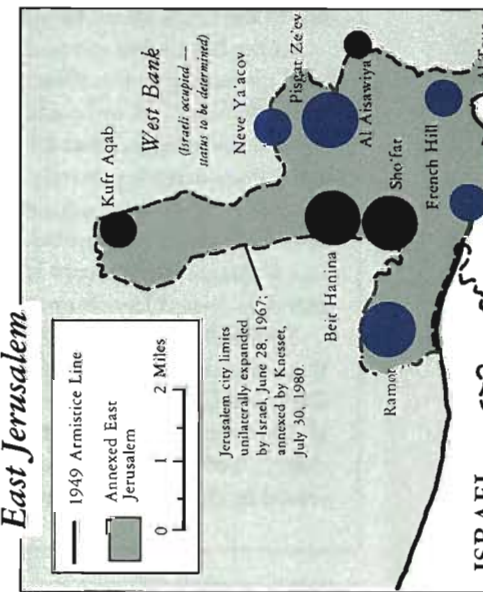 East Jerusalem
1949 Armistice Line
Annexed East
Jerusalem
0 1 2 Miles
Jerusalem city limits
unilaterally expanded
by Israel, June 28, 1967;
annexed by Knesset,
July 30, 1980.
Kufr Aqab
West Bank
(Israeli occupied —
status to be determined)
Neve Ya'acov
Pisgat Ze'ev
Al Aisawiya
Beit Hanina
Sho'fat
French Hill
Ramot
ISRAEL